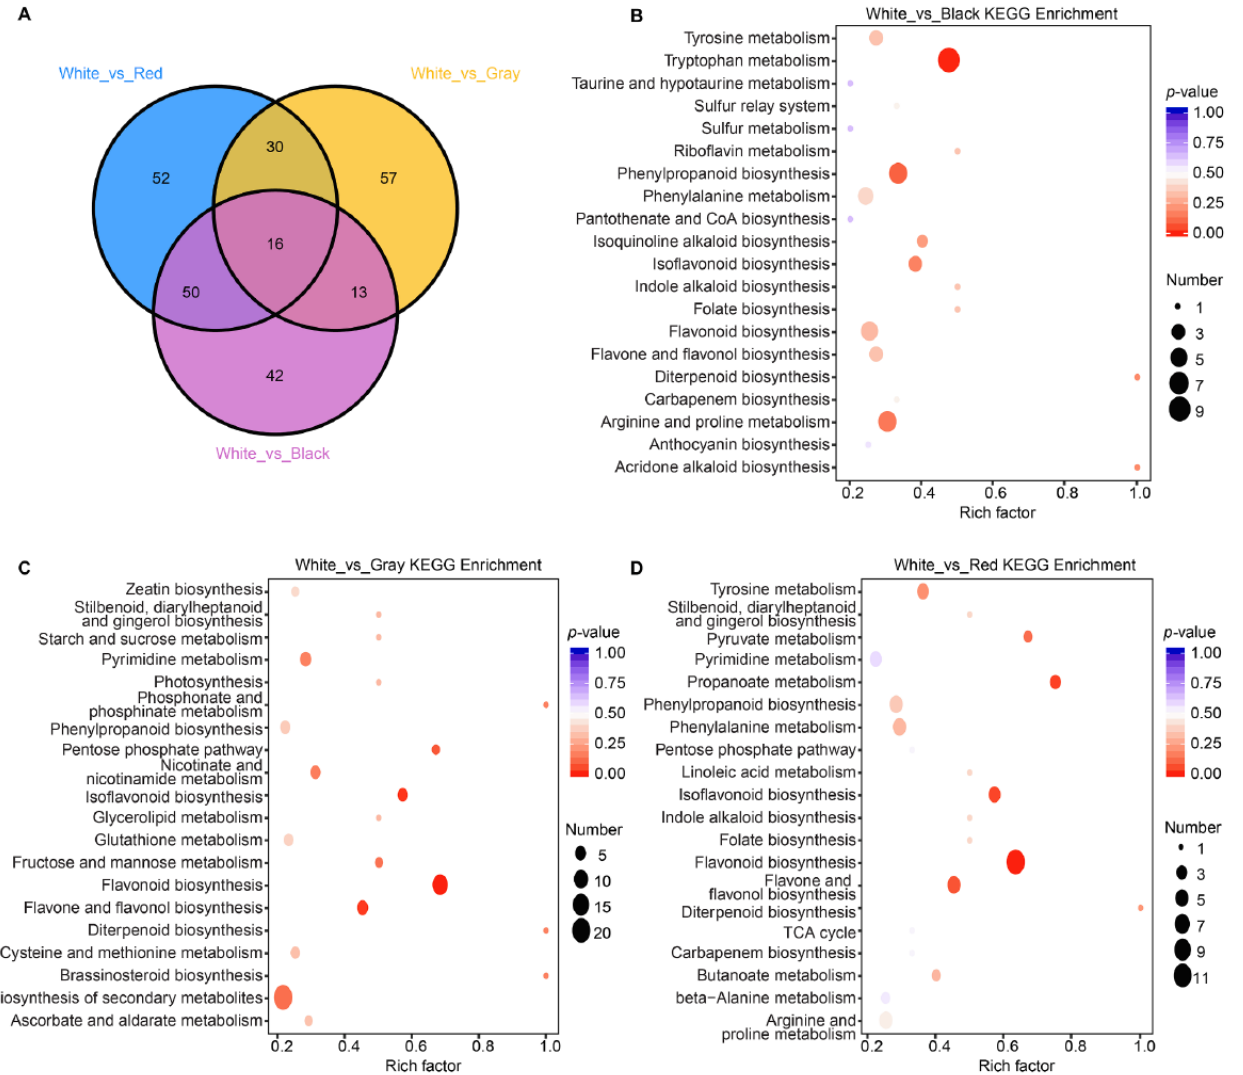 A
White_vs_Red
White_vs_Gray
30
52
57
16
50
13
42
White_vs_Black
B
White_vs_Black KEGG Enrichment
Tyrosine metabolism
Tryptophan metabolism
Taurine and hypotaurine metabolism
Sulfur relay system
Sulfur metabolism
Riboflavin metabolism
Phenylpropanoid biosynthesis
Phenylalanine metabolism
Pantothenate and CoA biosynthesis
Isoquinoline alkaloid biosynthesis
Isoflavonoid biosynthesis
Indole alkaloid biosynthesis
Folate biosynthesis
Flavonoid biosynthesis
Flavone and flavonol biosynthesis
Diterpenoid biosynthesis
Carbapenem biosynthesis
Arginine and proline metabolism
Anthocyanin biosynthesis
Acridone alkaloid biosynthesis
0.2 0.4 0.6 0.8 1.0
Rich factor
p-value
1.00
0.75
0.50
0.25
0.00
Number
1
3
5
7
9
C
White_vs_Gray KEGG Enrichment
Zeatin biosynthesis
Stilbenoid, diarylheptanoid
and gingerol biosynthesis
Starch and sucrose metabolism
Pyrimidine metabolism
Photosynthesis
Phosphonate and
phosphinate metabolism
Phenylpropanoid biosynthesis
Pentose phosphate pathway
Nicotinate and
nicotinamide metabolism
Isoflavonoid biosynthesis
Glycerolipid metabolism
Glutathione metabolism
Fructose and mannose metabolism
Flavonoid biosynthesis
Flavone and flavonol biosynthesis
Diterpenoid biosynthesis
Cysteine and methionine metabolism
Brassinosteroid biosynthesis
iosynthesis of secondary metabolites
Ascorbate and aldarate metabolism
0.2 0.4 0.6 0.8 1.0
Rich factor
p-value
1.00
0.75
0.50
0.25
0.00
Number
5
10
15
20
D
White_vs_Red KEGG Enrichment
Tyrosine metabolism
Stilbenoid, diarylheptanoid
and gingerol biosynthesis
Pyruvate metabolism
Pyrimidine metabolism
Propanoate metabolism
Phenylpropanoid biosynthesis
Phenylalanine metabolism
Pentose phosphate pathway
Linoleic acid metabolism
Isoflavonoid biosynthesis
Indole alkaloid biosynthesis
Folate biosynthesis
Flavonoid biosynthesis
Flavone and
flavonol biosynthesis
Diterpenoid biosynthesis
TCA cycle
Carbapenem biosynthesis
Butanoate metabolism
beta−Alanine metabolism
Arginine and
proline metabolism
0.2 0.4 0.6 0.8 1.0
Rich factor
p-value
1.00
0.75
0.50
0.25
0.00
Number
1
3
5
7
9
11